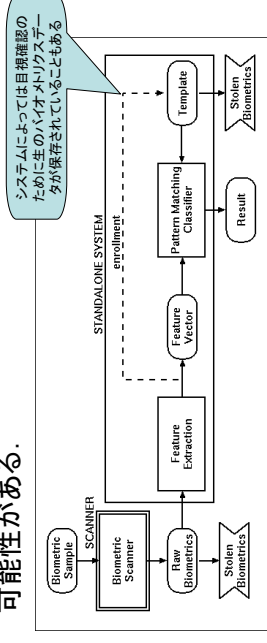 可能性がある.
システムによっては目視確認の
ために生のバイオメトリクスデー
タが保存されていることもある
SCANNER
STANDALONE SYSTEM
enrollment
Biometric
Sample
Biometric
Scanner
Raw
Biometrics
Stolen
Biometrics
Feature
Extraction
Feature
Vector
Pattern Matching
Classifier
Template
Result
Stolen
Biometrics